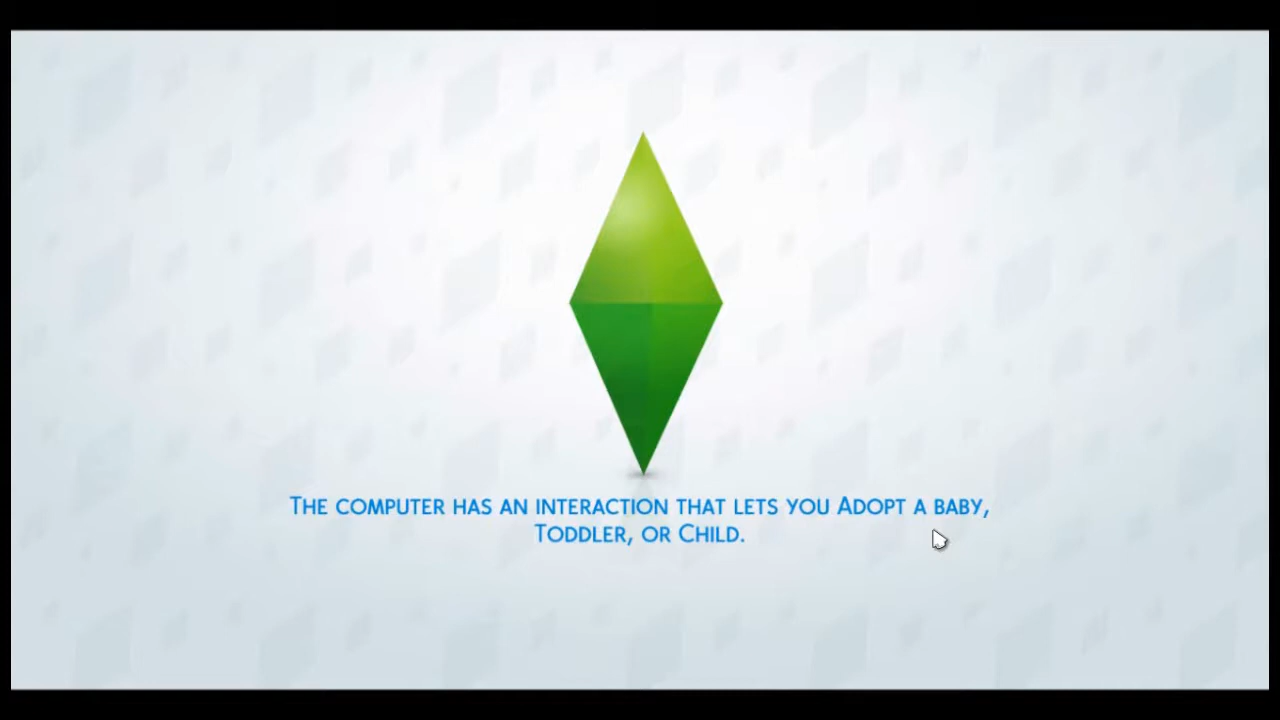 The computer has an interaction that lets you Adopt a baby,
Toddler, or Child.